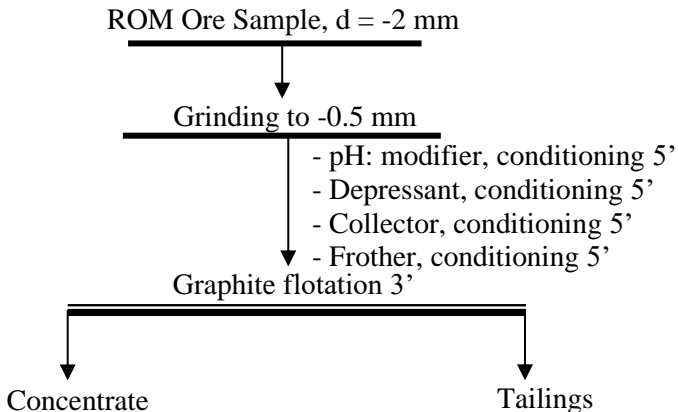 ROM Ore Sample, d = -2 mm
Grinding to -0.5 mm
- pH: modifier, conditioning 5’
- Depressant, conditioning 5’
- Collector, conditioning 5’
- Frother, conditioning 5’
Graphite flotation 3’
Concentrate
Tailings